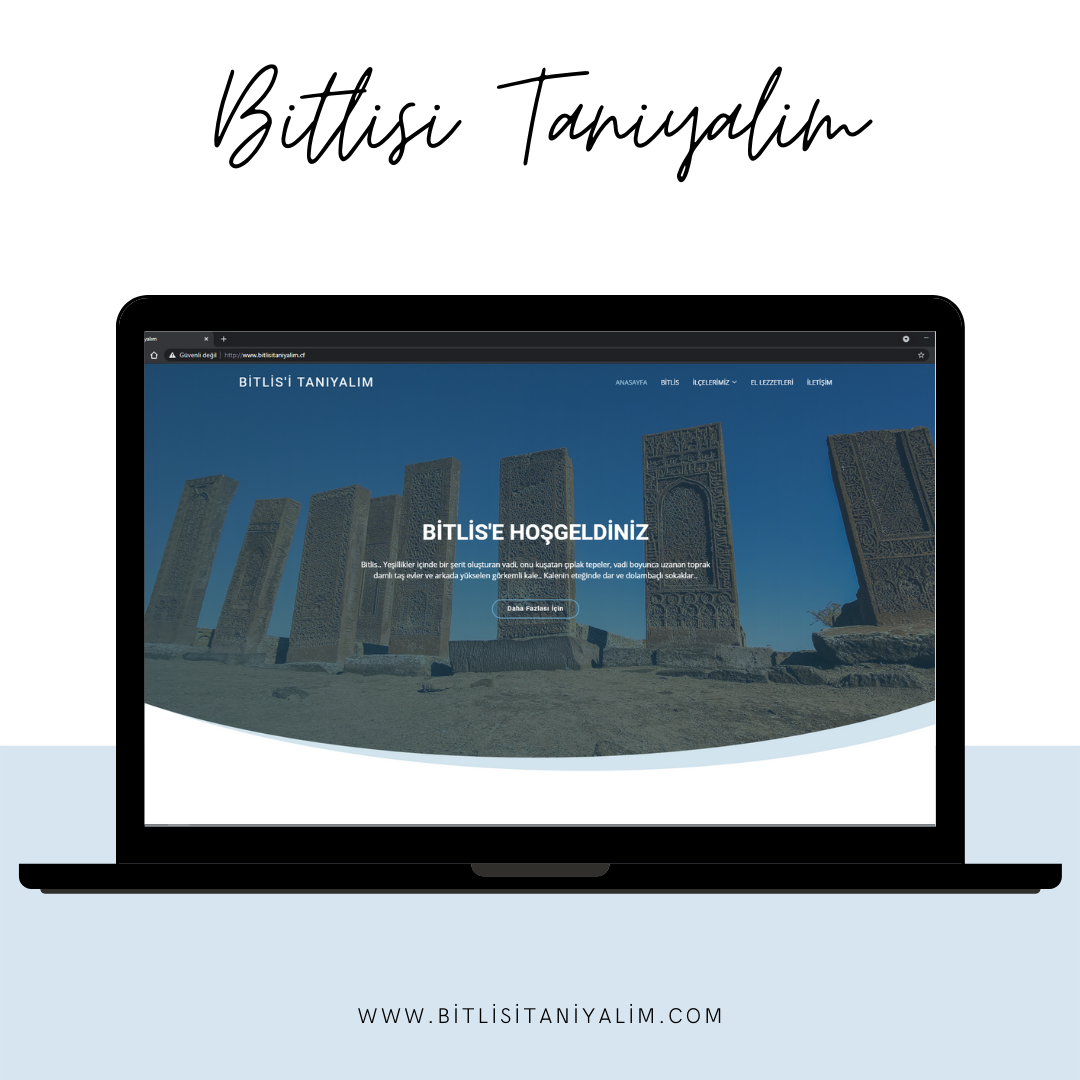 Bitlisi Taniyalim
yalim
Güvenli değil | http://www.bitlisitaniyalim.cf
BİTLİS'İ TANIYALIM
ANASAYFA BİTLİS İLÇELERİMİZ EL LEZZETLERİ İLETİŞİM
BİTLİS'E HOŞGELDİNİZ
Bitlis.. Yeşillikler içinde bir şerit oluşturan vadi, onu kuşatan çıplak tepeler, vadi boyunca uzanan toprak
damlı taş evler ve arkada yükselen görkemli kale.. Kalenin eteğinde dar ve dolambaçlı sokaklar..
Daha Fazlası İçin
WWW.BİTLİSİTANİYALİM.COM